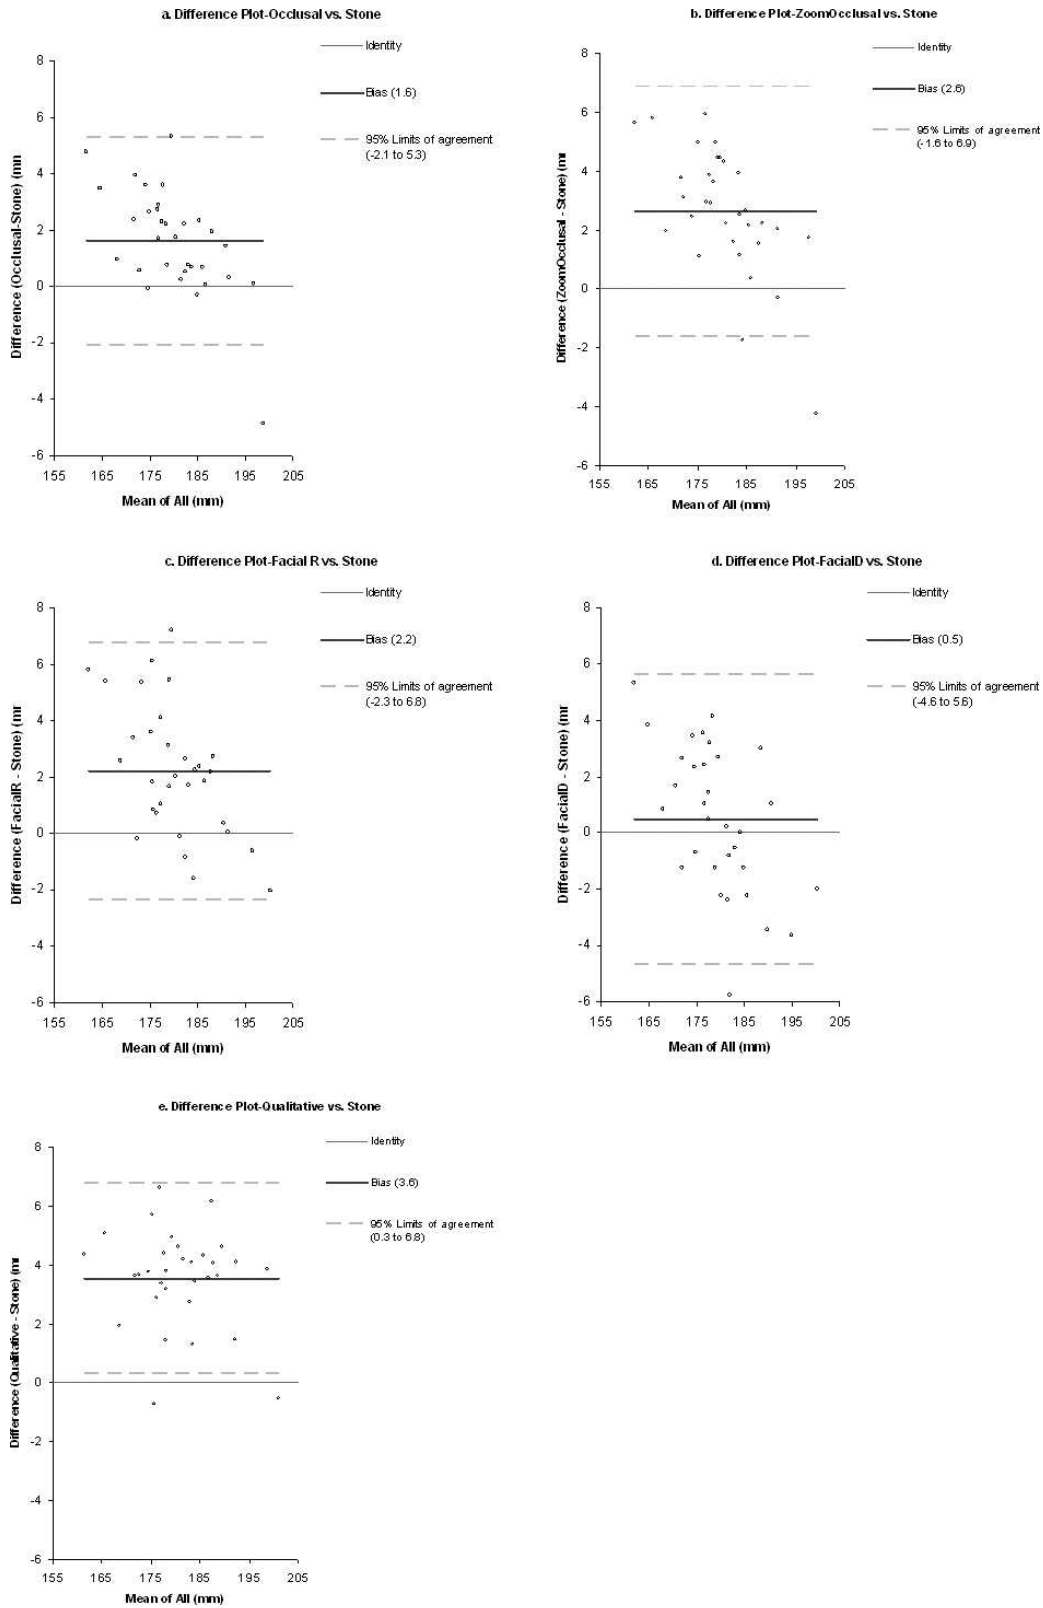 a. Difference Plot-Occlusal vs. Stone
Identity
Bias (1.6)
95% Limits of agreement
(-2.1 to 5.3)
Difference (Occlusal-Stone) (mn
8
6
4
2
0
-2
-4
-6
155 165 175 185 195 205
Mean of All (mm)
b. Difference Plot-ZoomOcclusal vs. Stone
Identity
Bias (2.6)
95% Limits of agreement
(-1.6 to 6.9)
Difference (ZoomOcclusal - Stone) (mr
8
6
4
2
0
-2
-4
-6
155 165 175 185 195 205
Mean of All (mm)
c. Difference Plot-Facial R vs. Stone
Identity
Bias (2.2)
95% Limits of agreement
(-2.3 to 6.8)
Difference (FacialR - Stone) (mr
8
6
4
2
0
-2
-4
-6
155 165 175 185 195 205
Mean of All (mm)
d. Difference Plot-FacialD vs. Stone
Identity
Bias (0.5)
95% Limits of agreement
(-4.6 to 5.6)
Difference (FacialD - Stone) (mr
8
6
4
2
0
-2
-4
-6
155 165 175 185 195 205
Mean of All (mm)
e. Difference Plot-Qualitative vs. Stone
Identity
Bias (3.6)
95% Limits of agreement
(0.3 to 6.8)
Difference (Qualitative - Stone) (mr
8
6
4
2
0
-2
-4
-6
155 165 175 185 195 205
Mean of All (mm)